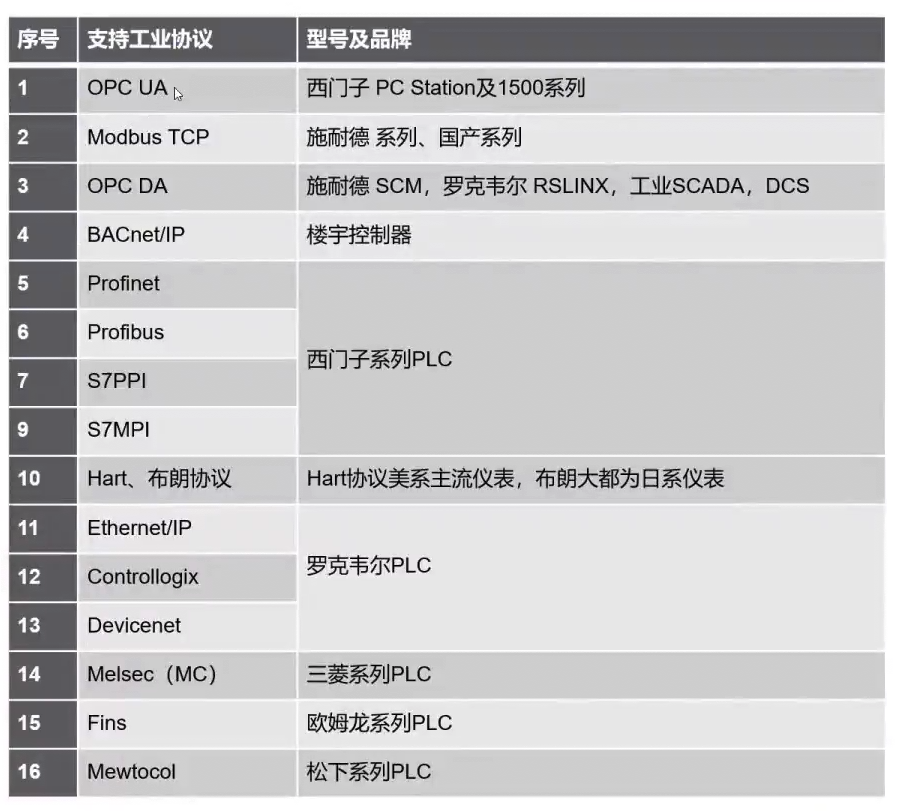 序号 支持工业协议 型号及品牌
1 OPC UA 西门子 PC Station及1500系列
2 Modbus TCP 施耐德 系列、国产系列
3 OPC DA 施耐德 SCM，罗克韦尔 RSLINX，工业SCADA，DCS
4 BACnet/IP 楼宇控制器
5 Profinet
6 Profibus
西门子系列PLC
7 S7PPI
9 S7MPI
10 Hart、布朗协议 Hart协议美系主流仪表，布朗大都为日系仪表
11 Ethernet/IP
罗克韦尔PLC
12 Controllogix
13 Devicenet
14 Melsec（MC） 三菱系列PLC
15 Fins 欧姆龙系列PLC
16 Mewtocol 松下系列PLC